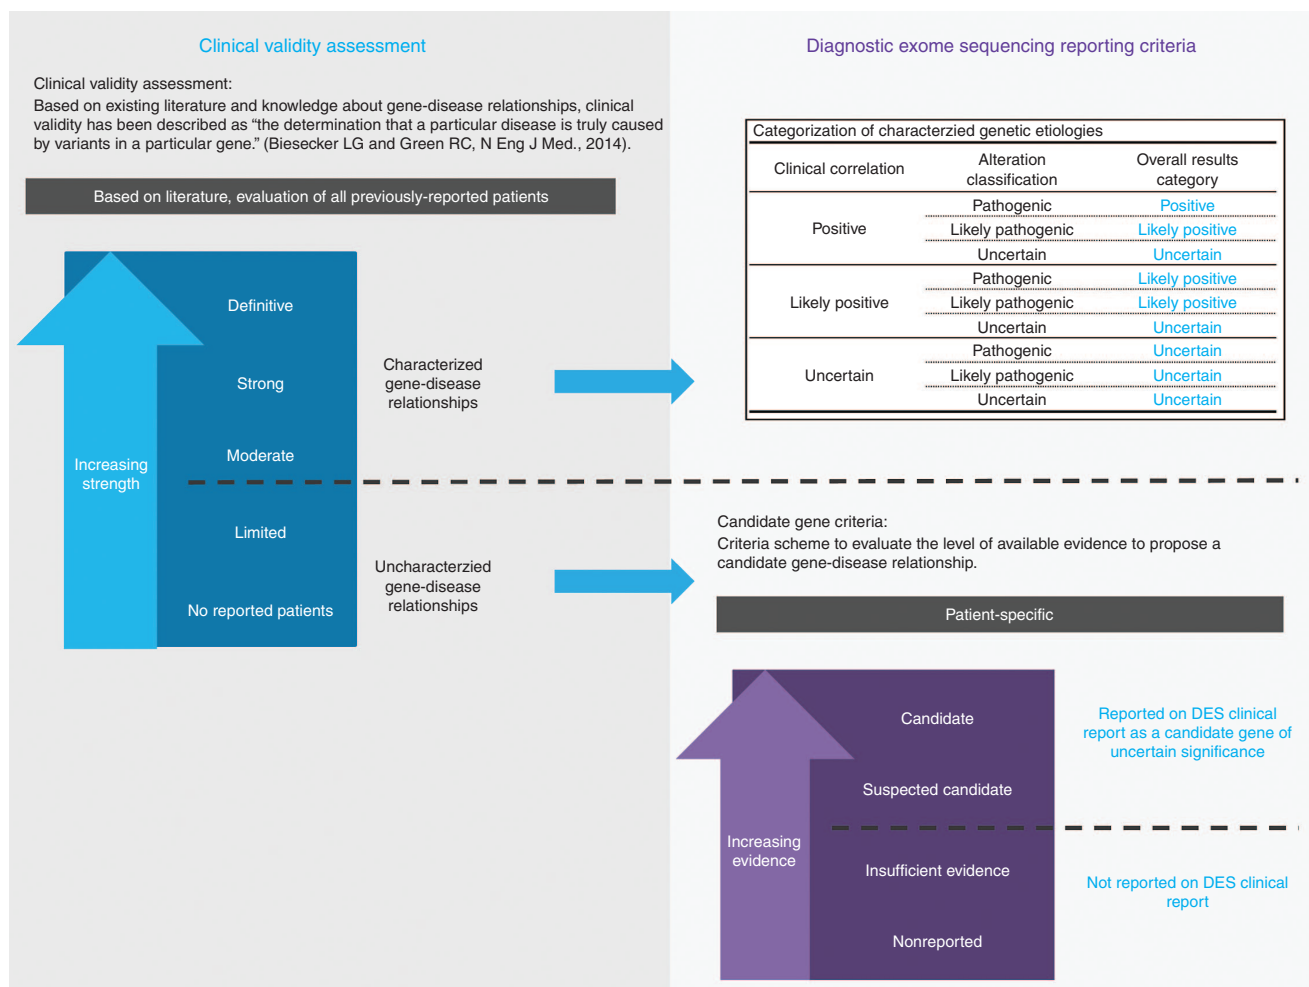 Clinical validity assessment
Clinical validity assessment:
Based on existing literature and knowledge about gene-disease relationships, clinical
validity has been described as “the determination that a particular disease is truly caused
by variants in a particular gene.” (Biesecker LG and Green RC, N Eng J Med., 2014).
Based on literature, evaluation of all previously-reported patients
Increasing
strength
Definitive
Strong
Moderate
Limited
No reported patients
Characterized
gene-disease
relationships
Uncharacterzied
gene-disease
relationships
Diagnostic exome sequencing reporting criteria
Categorization of characterzied genetic etiologies
Clinical correlation
Alteration
classification
Overall results
category
Positive
Pathogenic Positive
Likely pathogenic Likely positive
Uncertain Uncertain
Likely positive
Pathogenic Likely positive
Likely pathogenic Likely positive
Uncertain Uncertain
Uncertain
Pathogenic Uncertain
Likely pathogenic Uncertain
Uncertain Uncertain
Candidate gene criteria:
Criteria scheme to evaluate the level of available evidence to propose a
candidate gene-disease relationship.
Patient-specific
Increasing
evidence
Candidate
Suspected candidate
Insufficient evidence
Nonreported
Reported on DES clinical
report as a candidate gene of
uncertain significance
Not reported on DES clinical
report